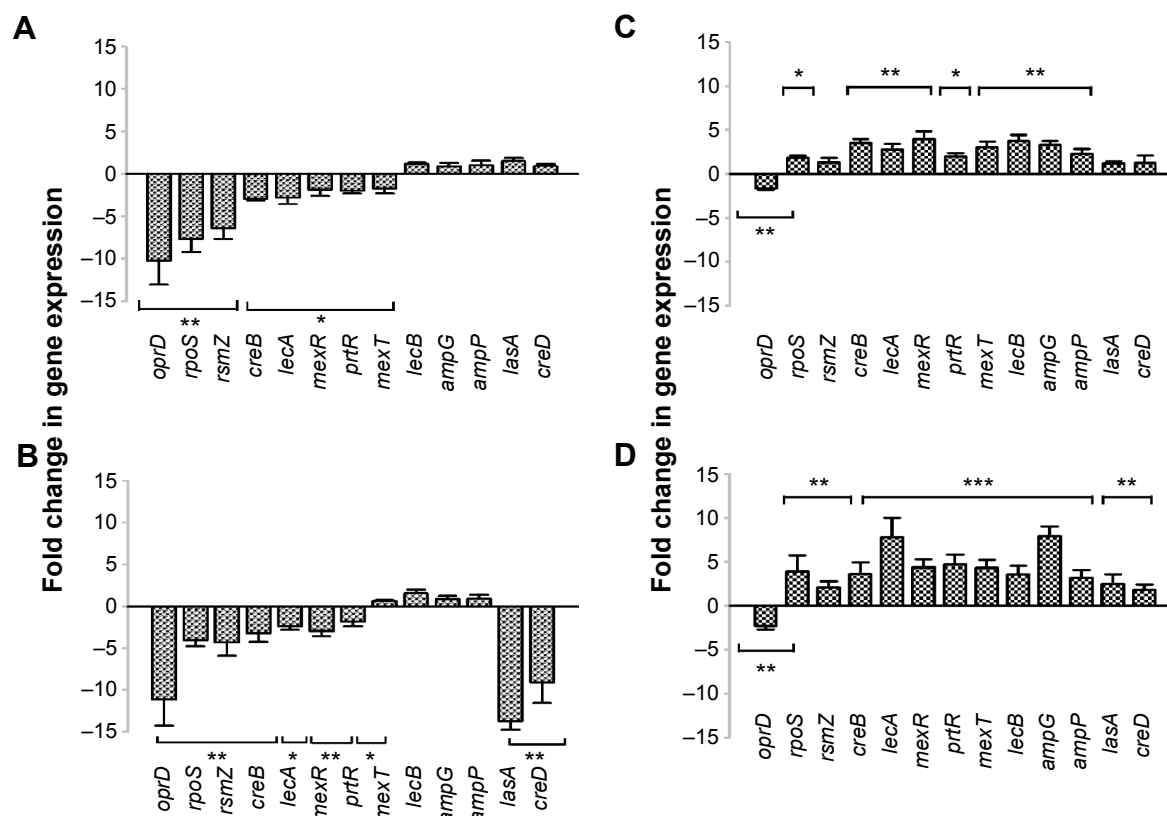 A
Fold change in gene expression
15
10
5
0
–5
–10
–15
** *
oprD rpoS rsmZ creB lecA mexR prtR mexT lecB ampG ampP lasA creD
B
15
10
5
0
–5
–10
–15
** * ** * **
oprD rpoS rsmZ creB lecA mexR prtR mexT lecB ampG ampP lasA creD
C
Fold change in gene expression
15
10
5
0
–5
–10
–15
* ** * **
**
oprD rpoS rsmZ creB lecA mexR prtR mexT lecB ampG ampP lasA creD
D
15
10
5
0
–5
–10
–15
** *** **
**
oprD rpoS rsmZ creB lecA mexR prtR mexT lecB ampG ampP lasA creD